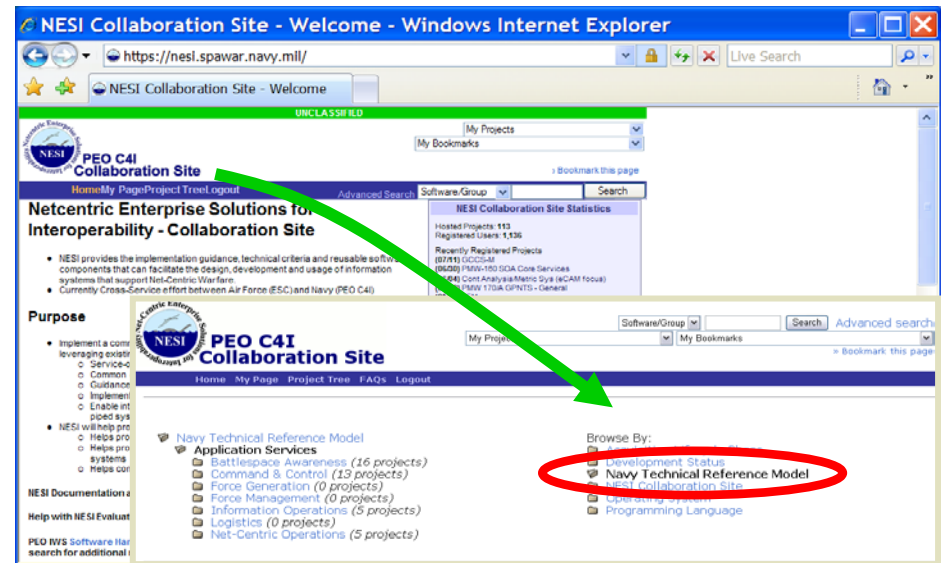 NESI Collaboration Site - Welcome - Windows Internet Explorer
https://nesi.spawar.navy.mil/
Live Search
NESI Collaboration Site - Welcome
UNCLASSIFIED
My Projects
My Bookmarks
NESI
PEO C4I
Collaboration Site
› Bookmark this page
HomeMy PageProject TreeLogout
Advanced Search
Software/Group
Search
Netcentric Enterprise Solutions for
Interoperability - Collaboration Site
NESI provides the implementation guidance, technical criteria and reusable softw
components that can facilitate the design, development and usage of information
systems that support Net-Centric Warfare.
Currently Cross-Service effort between Air Force (ESC) and Navy (PEO C4I)
NESI Collaboration Site Statistics
Hosted Projects: 113
Registered Users: 1,136
Recently Registered Projects
(07/11) GCCS-M
(06/30) PMW-160 SOA Core Services
Cont Analysis Metric Sys (eCAM focus)
PMW 170/A GPNTS - General
Purpose
Implement a comm
leveraging existin
Service-o
Common
Guidance
Implemen
Enable int
piped sys
NESI will help pro
Helps pro
Helps pro
systems
Helps con
NESI Documentation a
Help with NESI Evaluat
PEO IWS Software Har
search for additional
NESI
PEO C4I
Collaboration Site
Software/Group
Search
Advanced search
My Projec
My Bookmarks
» Bookmark this page
Home My Page Project Tree FAQs Logout
Navy Technical Reference Model
Application Services
Battlespace Awareness (16 projects)
Command & Control (13 projects)
Force Generation (0 projects)
Force Management (0 projects)
Information Operations (5 projects)
Logistics (0 projects)
Net-Centric Operations (5 projects)
Browse By:
Development Status
Navy Technical Reference Model
NESI Collaboration Site
Operating System
Programming Language